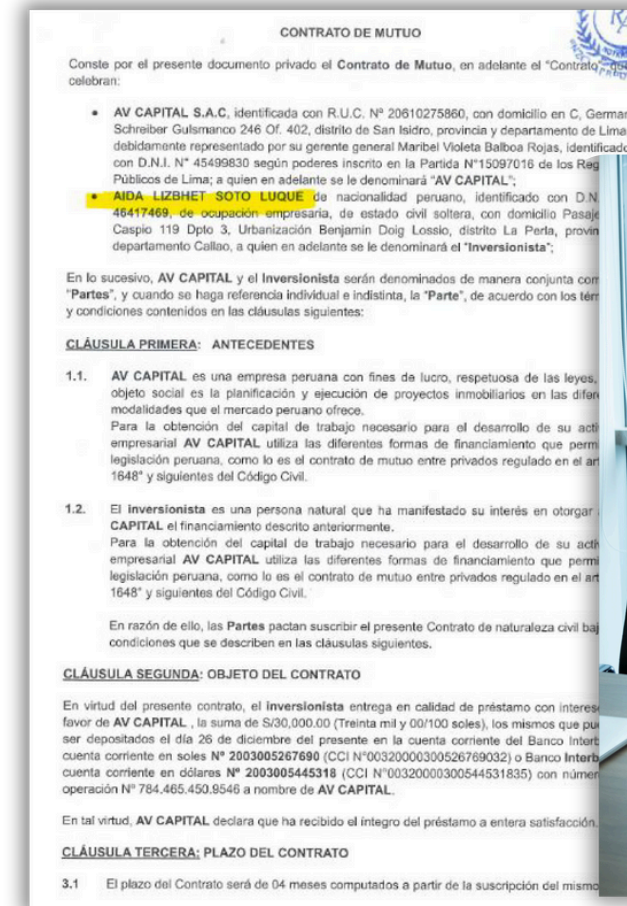 CONTRATO DE MUTUO
Conste por el presente documento privado el Contrato de Mutuo, en adelante el "Contrato",
celebran:
• AV CAPITAL S.A.C, identificada con R.U.C. Nº 20610275860, con domicilio en C, German
Schreiber Gulsmanco 246 Of. 402, distrito de San Isidro, provincia y departamento de Lima
debidamente representado por su gerente general Maribel Violeta Balboa Rojas, identificado
con D.N.I. N° 45499830 según poderes inscrito en la Partida N°15097016 de los Reg
Públicos de Lima; a quien en adelante se le denominará "AV CAPITAL";
• AIDA LIZBHET SOTO LUQUE de nacionalidad peruano, identificado con D.N.
46417469, de ocupación empresaria, de estado civil soltera, con domicilio Pasaje
Caspio 119 Dpto 3, Urbanización Benjamin Doig Lossio, distrito La Perla, provin
departamento Callao, a quien en adelante se le denominará el "Inversionista";
En lo sucesivo, AV CAPITAL y el Inversionista serán denominados de manera conjunta com
"Partes", y cuando se haga referencia individual e indistinta, la "Parte", de acuerdo con los tér
y condiciones contenidos en las cláusulas siguientes:
CLÁUSULA PRIMERA: ANTECEDENTES
1.1. AV CAPITAL es una empresa peruana con fines de lucro, respetuosa de las leyes,
objeto social es la planificación y ejecución de proyectos inmobiliarios en las difer
modalidades que el mercado peruano ofrece.
Para la obtención del capital de trabajo necesario para el desarrollo de su acti
empresarial AV CAPITAL utiliza las diferentes formas de financiamiento que perm
legislación peruana, como lo es el contrato de mutuo entre privados regulado en el art
1648° y siguientes del Código Civil.
1.2. El inversionista es una persona natural que ha manifestado su interés en otorgar
CAPITAL el financiamiento descrito anteriormente.
Para la obtención del capital de trabajo necesario para el desarrollo de su acti
empresarial AV CAPITAL utiliza las diferentes formas de financiamiento que permi
legislación peruana, como lo es el contrato de mutuo entre privados regulado en el art
1648° y siguientes del Código Civil.
En razón de ello, las Partes pactan suscribir el presente Contrato de naturaleza civil baj
condiciones que se describen en las cláusulas siguientes.
CLÁUSULA SEGUNDA: OBJETO DEL CONTRATO
En virtud del presente contrato, el inversionista entrega en calidad de préstamo con interes
favor de AV CAPITAL , la suma de S/30,000.00 (Treinta mil y 00/100 soles), los mismos que pu
ser depositados el día 26 de diciembre del presente en la cuenta corriente del Banco Interb
cuenta corriente en soles Nº 2003005267690 (CCI N°00320000300526769032) o Banco Interb
cuenta corriente en dólares Nº 2003005445318 (CCI N°00320000300544531835) con númer
operación N° 784.465.450.9546 a nombre de AV CAPITAL.
En tal virtud, AV CAPITAL declara que ha recibido el íntegro del préstamo a entera satisfacción.
CLÁUSULA TERCERA: PLAZO DEL CONTRATO
3.1 El plazo del Contrato será de 04 meses computados a partir de la suscripción del mismo